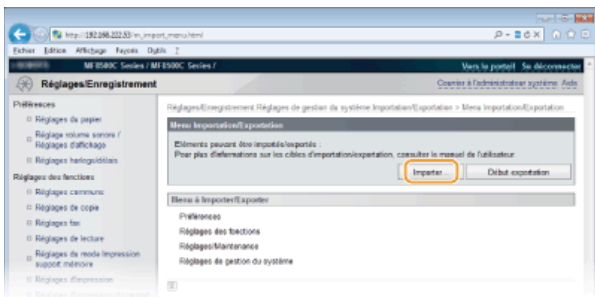 http://192.168.222.53/m_import_menu.html
Fichier Edition Affichage Favoris Outils ?
MF8500C Series / MF8500C Series /
Vers le portail Se déconnecter
Réglages/Enregistrement
Courrier à l'administrateur système Aide
Préférences
Réglages du papier
Réglage volume sonore / Réglages d'affichage
Réglages horloge/délais
Réglages des fonctions
Réglages communs
Réglages de copie
Réglages fax
Réglages de lecture
Réglages de mode Impression support mémoire
Réglages d'impression
Réglages/Enregistrement:Réglages de gestion du système:Importation/Exportation > Menu Importation/Exportation
Menu Importation/Exportation
Eléments pouvant être importés/exportés :
Pour plus d'informations sur les cibles d'importation/exportation, consulter le manuel de l'utilisateur
Importer...
Début exportation
Menu à Importer/Exporter
Préférences
Réglages des fonctions
Réglages/Maintenance
Réglages de gestion du système